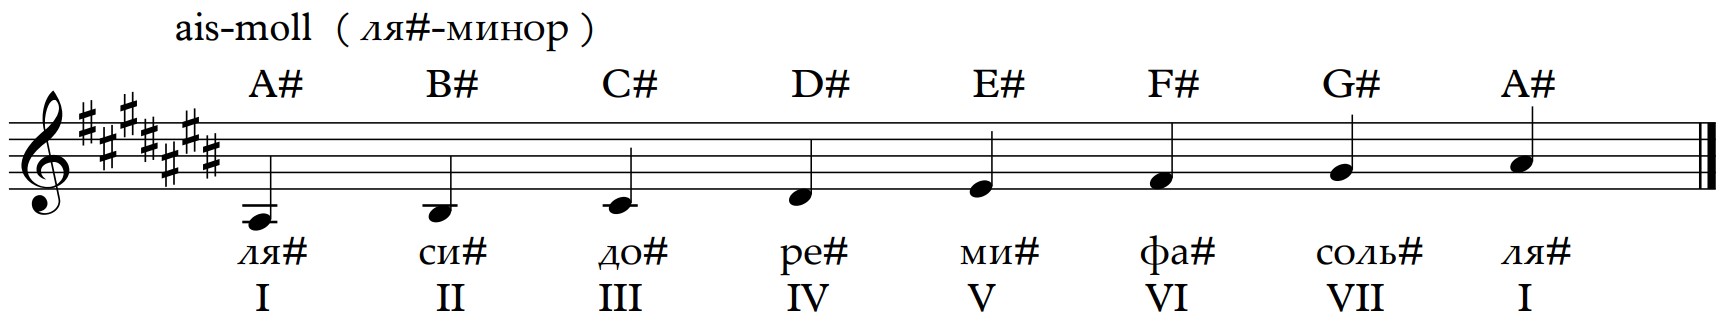 ais-moll ( ля#-минор )
A# B# C# D# E# F# G# A#
ля# си# до# ре# ми# фа# соль# ля#
I II III IV V VI VII I